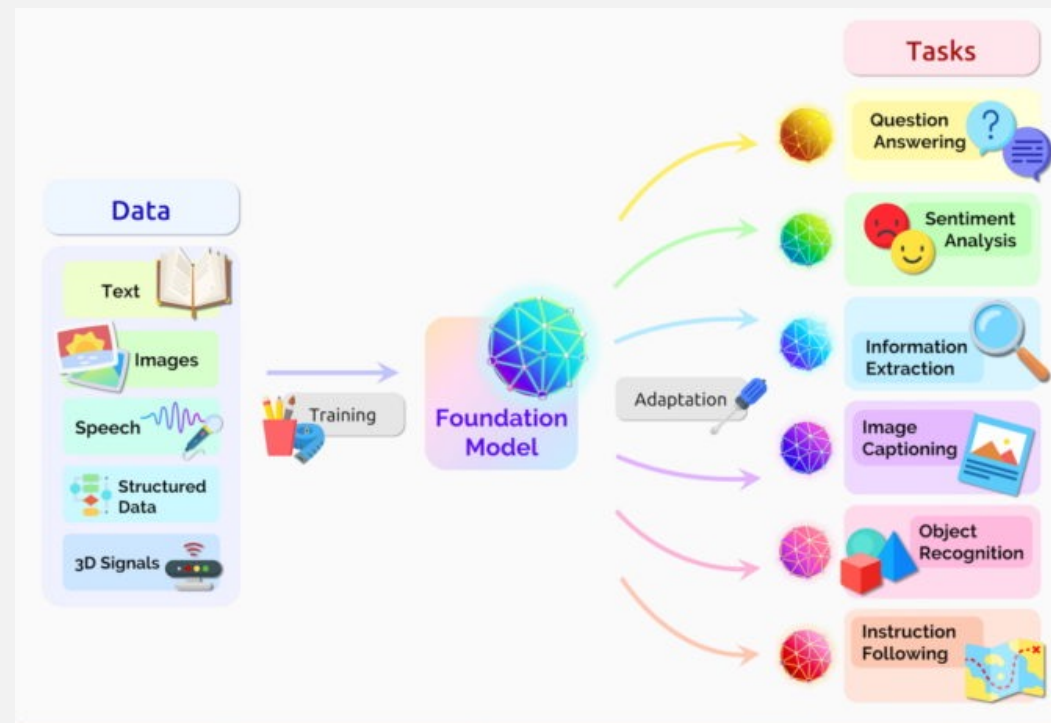 Data
Text
Images
Speech
Structured
Data
3D Signals
Training
Foundation
Model
Adaptation
Tasks
Question
Answering
?
Sentiment
Analysis
Information
Extraction
Image
Captioning
Object
Recognition
Instruction
Following